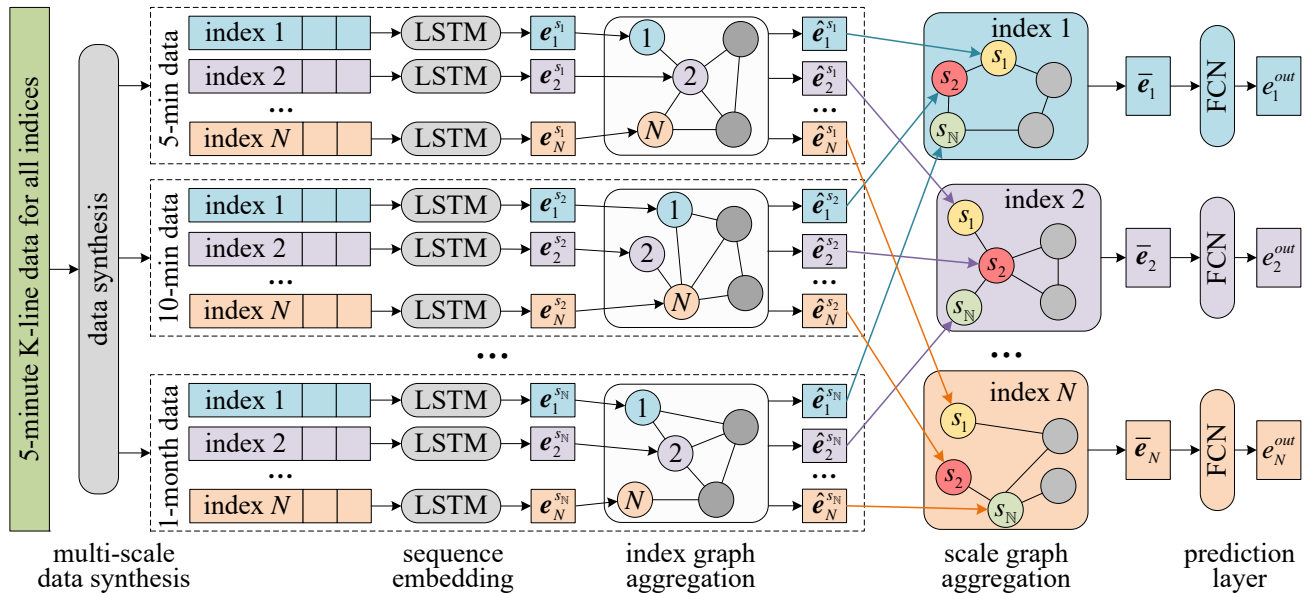 5-minute K-line data for all indices
data synthesis
5-min data
index 1 LSTM e_1^{s_1} 1 ê_1^{s_1}
index 2 LSTM e_2^{s_1} 2 ê_2^{s_1}
... ...
index N LSTM e_N^{s_1} N ê_N^{s_1}
10-min data
index 1 LSTM e_1^{s_2} 1 ê_1^{s_2}
index 2 LSTM e_2^{s_2} 2 ê_2^{s_2}
... ...
index N LSTM e_N^{s_2} N ê_N^{s_2}
...
1-month data
index 1 LSTM e_1^{s_ℕ} 1 ê_1^{s_ℕ}
index 2 LSTM e_2^{s_ℕ} 2 ê_2^{s_ℕ}
... ...
index N LSTM e_N^{s_ℕ} N ê_N^{s_ℕ}
index 1
s_1
s_2
s_ℕ
ē_1 FCN e_1^{out}
index 2
s_1
s_2
s_ℕ
ē_2 FCN e_2^{out}
...
index N
s_1
s_2
s_ℕ
ē_N FCN e_N^{out}
multi-scale
data synthesis
sequence
embedding
index graph
aggregation
scale graph
aggregation
prediction
layer